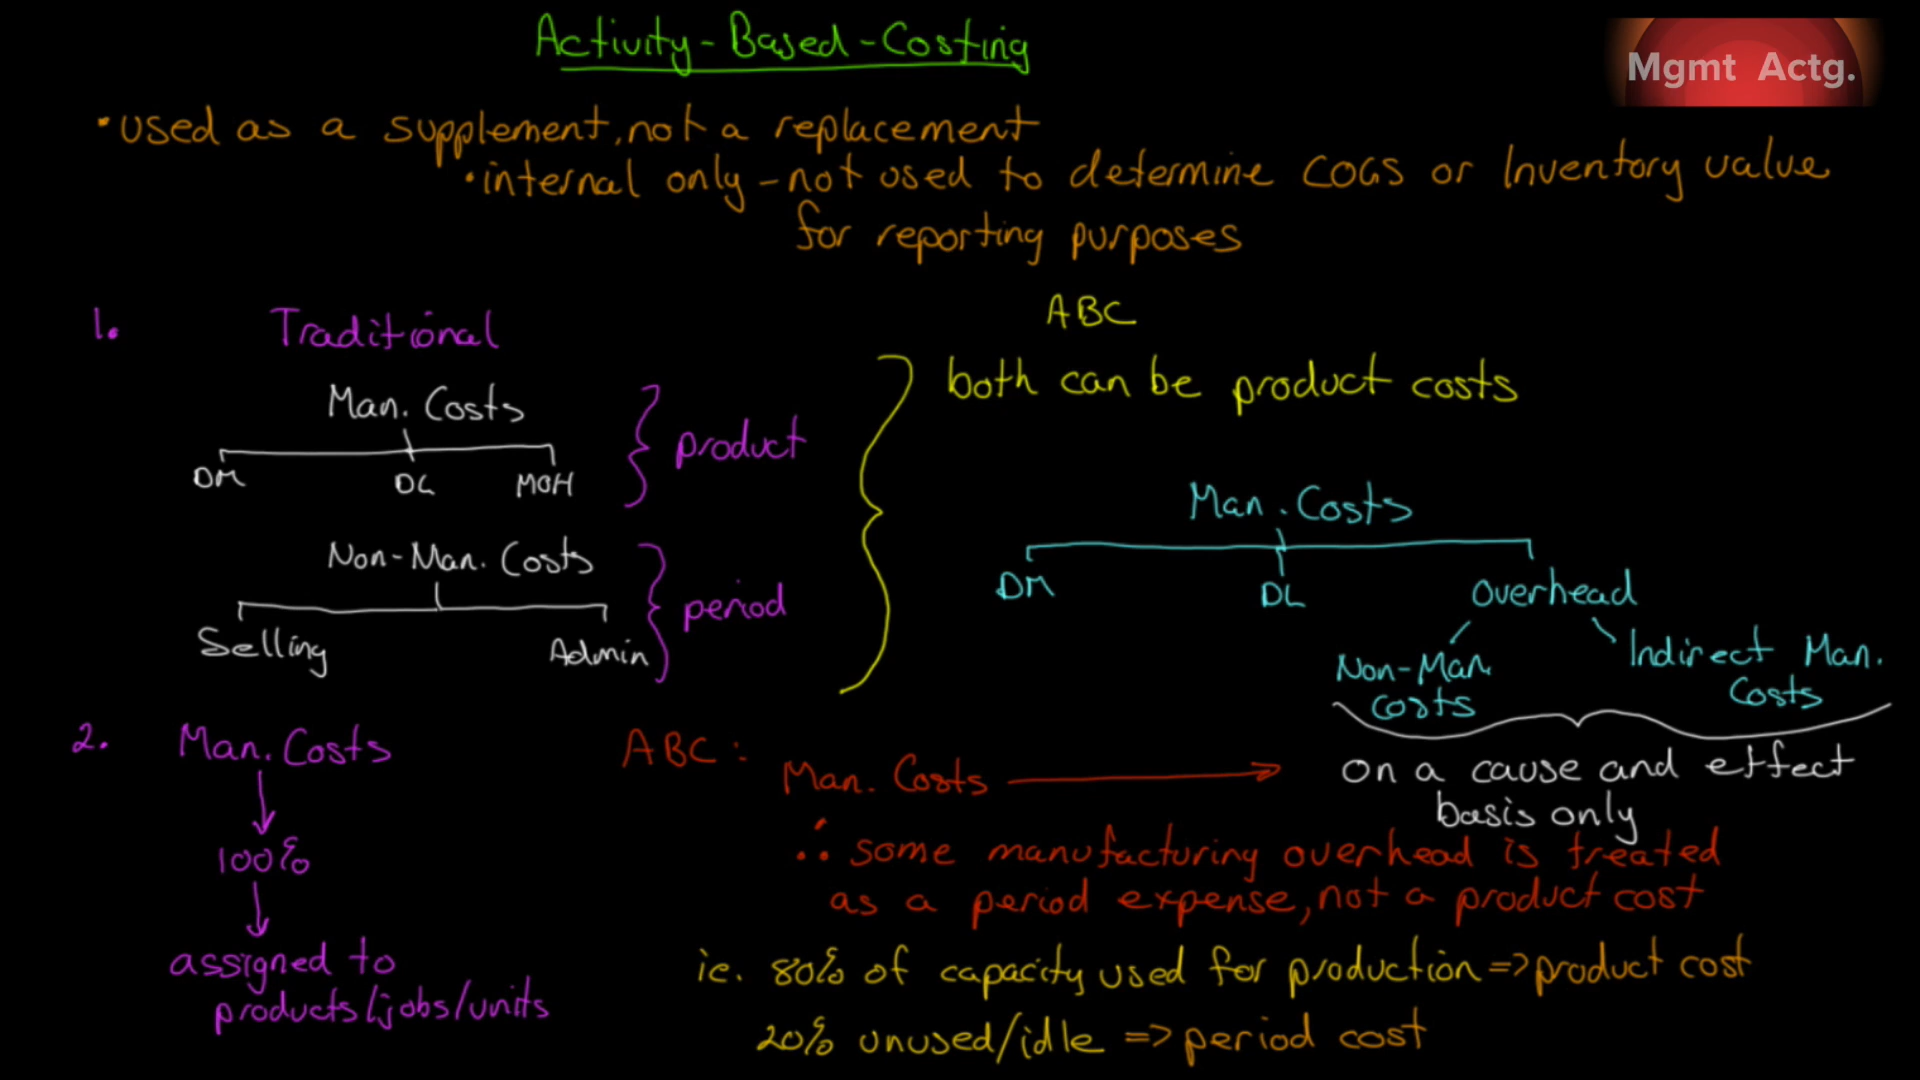 Activity-Based-Costing
Mgmt Actg.
•used as a supplement, not a replacement
•internal only - not used to determine COGS or Inventory value
for reporting purposes
1. Traditional
Man. Costs
DM DL MOH
} product
Non-Man. Costs
Selling Admin
} period
ABC
both can be product costs
Man. Costs
DM DL Overhead
Non-Man. Costs
Indirect Man. Costs
on a cause and effect
basis only
2. Man. Costs
↓
100%
↓
assigned to
products/jobs/units
ABC: Man. Costs →
∴ some manufacturing overhead is treated
as a period expense, not a product cost
ie. 80% of capacity used for production => product cost
20% unused/idle => period cost